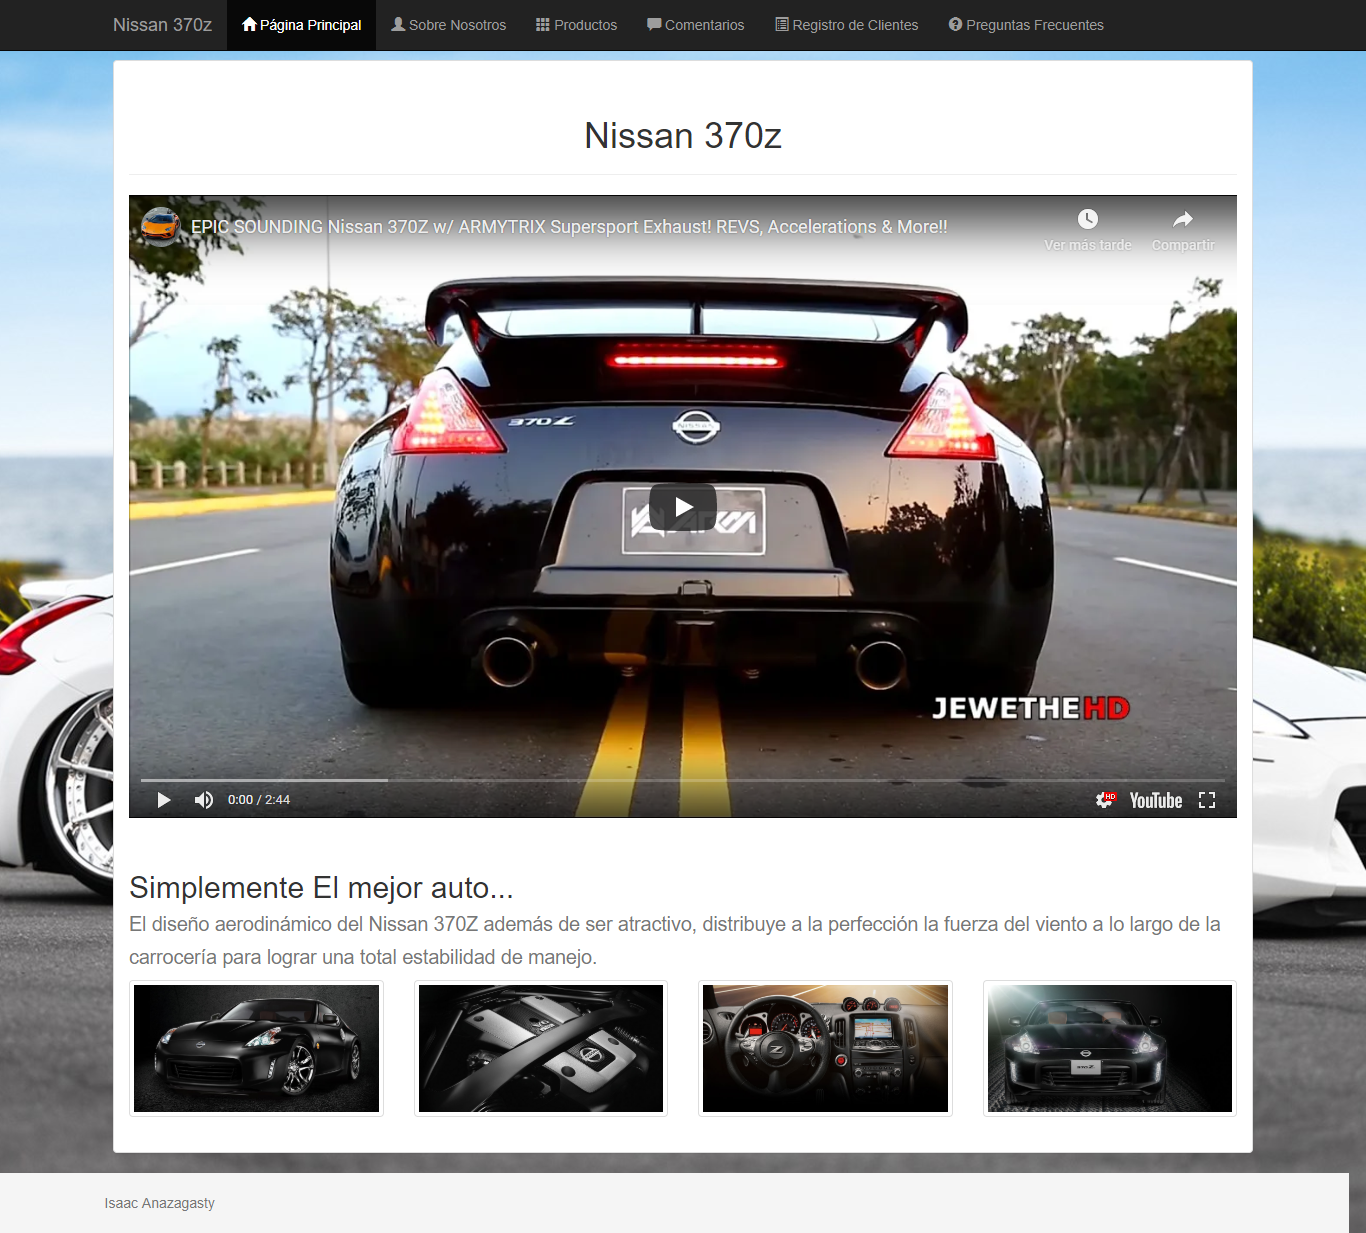 Nissan 370z
Página Principal
Sobre Nosotros
Productos
Comentarios
Registro de Clientes
Preguntas Frecuentes
Nissan 370z
EPIC SOUNDING Nissan 370Z w/ ARMYTRIX Supersport Exhaust! REVS, Accelerations & More!!
Ver más tarde
Compartir
370Z
NISSAN
JEWETHEHD
0:00 / 2:44
HD
YouTube
Simplemente El mejor auto...
El diseño aerodinámico del Nissan 370Z además de ser atractivo, distribuye a la perfección la fuerza del viento a lo largo de la
carrocería para lograr una total estabilidad de manejo.
Isaac Anazagasty